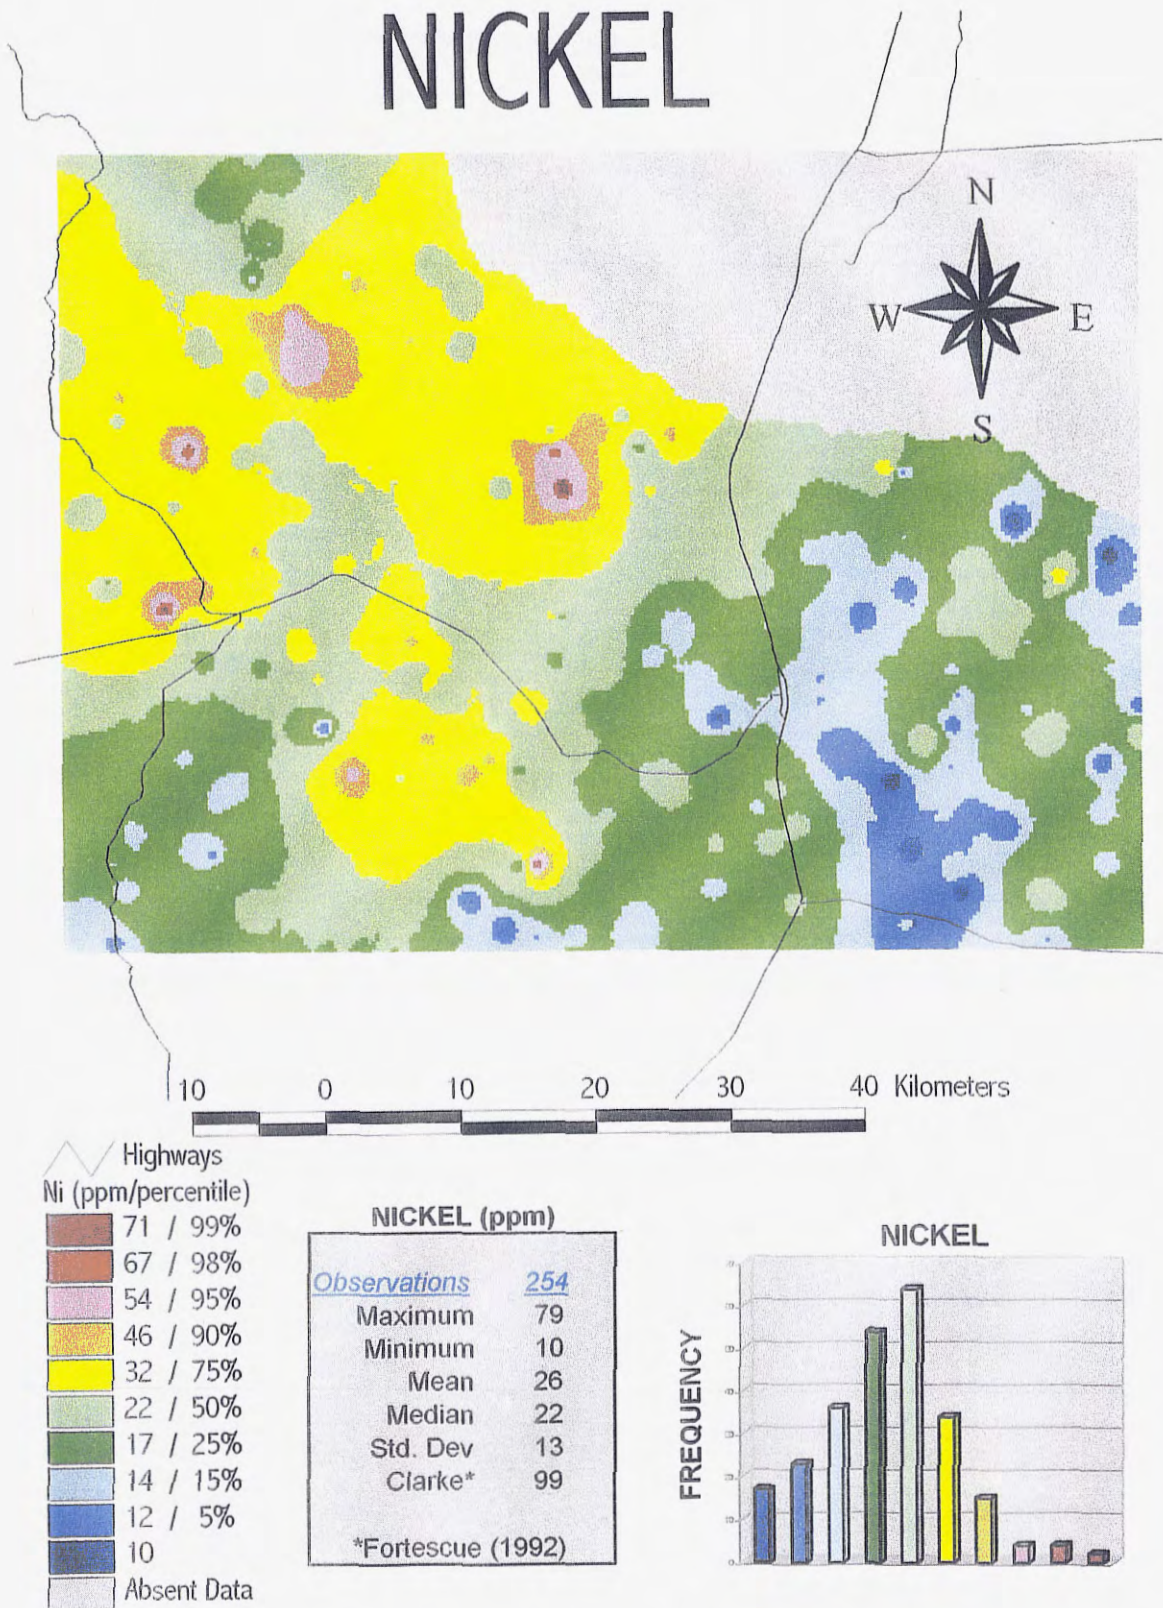 NICKEL
N
W E
S
10 0 10 20 30 40 Kilometers
Highways
Ni (ppm/percentile)
71 / 99%
67 / 98%
54 / 95%
46 / 90%
32 / 75%
22 / 50%
17 / 25%
14 / 15%
12 / 5%
10
Absent Data
NICKEL (ppm)
Observations 254
Maximum 79
Minimum 10
Mean 26
Median 22
Std. Dev 13
Clarke* 99
*Fortescue (1992)
NICKEL
FREQUENCY